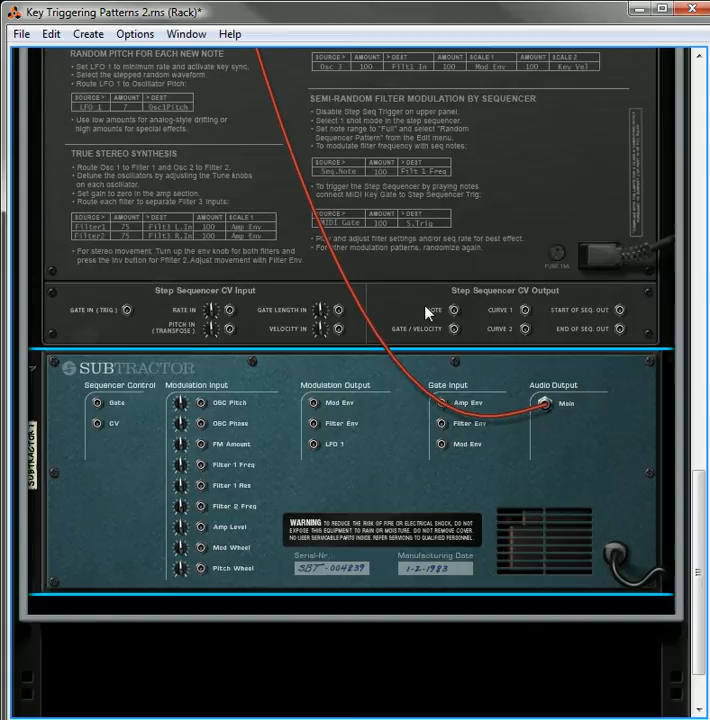 Key Triggering Patterns 2.rns (Rack)*
File Edit Create Options Window Help
RANDOM PITCH FOR EACH NEW NOTE
• Set LFO 1 to minimum rate and activate key sync.
• Select the stepped random waveform.
• Route LFO 1 to Oscillator Pitch:
SOURCE> AMOUNT > DEST
LFO 1 7 Osc1Pitch
• Use low amounts for analog-style drifting or
high amounts for special effects.
TRUE STEREO SYNTHESIS
• Route Osc 1 to Filter 1 and Osc 2 to Filter 2.
• Detune the oscillators by adjusting the Tune knobs
on each oscillator.
• Set gain to zero in the amp section.
• Route each filter to separate Filter 3 Inputs:
SOURCE> AMOUNT > DEST AMOUNT SCALE 1
Filter1 75 Filt3 L.In 100 Amp Env
Filter2 75 Filt3 R.In 100 Amp Env
• For stereo movement: Turn up the env knob for both filters and
press the Inv button for Filter 2. Adjust movement with Filter Env.
SOURCE > AMOUNT > DEST AMOUNT SCALE 1 AMOUNT SCALE 2
Osc 3 100 Filt1 In 100 Mod Env 100 Key Vel
SEMI-RANDOM FILTER MODULATION BY SEQUENCER
• Disable Step Seq Trigger on upper panel.
• Select 1 shot mode in the step sequencer.
• Set note range to "Full" and select "Random
Sequencer Pattern" from the Edit menu.
• To modulate filter frequency with seq notes:
SOURCE > AMOUNT > DEST
Seq.Note 100 Filt 1 Freq
• To trigger the Step Sequencer by playing notes
connect MIDI Key Gate to Step Sequencer Trig:
SOURCE > AMOUNT > DEST
MIDI Gate 100 S.Trig
• Play and adjust filter settings and/or seq rate for best effect.
• For other modulation patterns, randomize again.
Step Sequencer CV Input
GATE IN (TRIG) RATE IN GATE LENGTH IN
PITCH IN (TRANSPOSE) VELOCITY IN
Step Sequencer CV Output
CURVE 1 START OF SEQ. OUT
GATE / VELOCITY CURVE 2 END OF SEQ. OUT
SUBTRACTOR
Sequencer Control
Gate
CV
Modulation Input
OSC Pitch
OSC Phase
FM Amount
Filter 1 Freq
Filter 1 Res
Filter 2 Freq
Amp Level
Mod Wheel
Pitch Wheel
Modulation Output
Mod Env
Filter Env
LFO 1
Gate Input
Amp Env
Filter Env
Mod Env
Audio Output
Main
SUBTRACTOR 1
WARNING TO REDUCE THE RISK OF FIRE OR ELECTRICAL SHOCK, DO NOT
EXPOSE THIS EQUIPMENT TO RAIN OR MOISTURE. DO NOT REMOVE COVER.
NO USER SERVICEABLE PARTS INSIDE. REFER SERVICING TO QUALIFIED PERSONNEL.
Serial-Nr.: Manufacturing Date
SBT-004839 1-2-1983